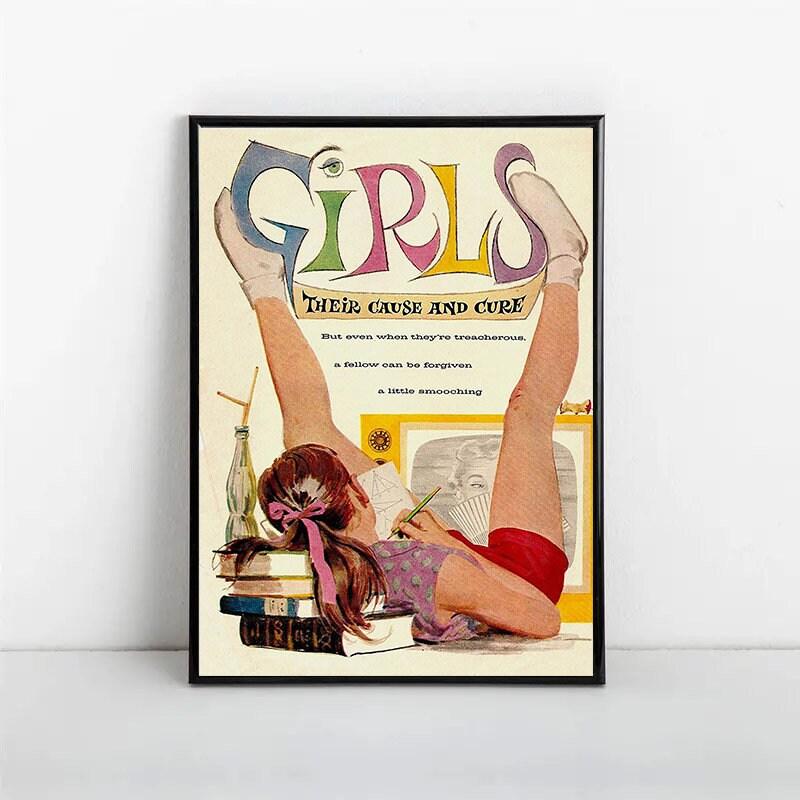 GiRLS
THEiR CAUSE AND CURE
But even when they're treacherous,
a fellow can be forgiven
a little smooching